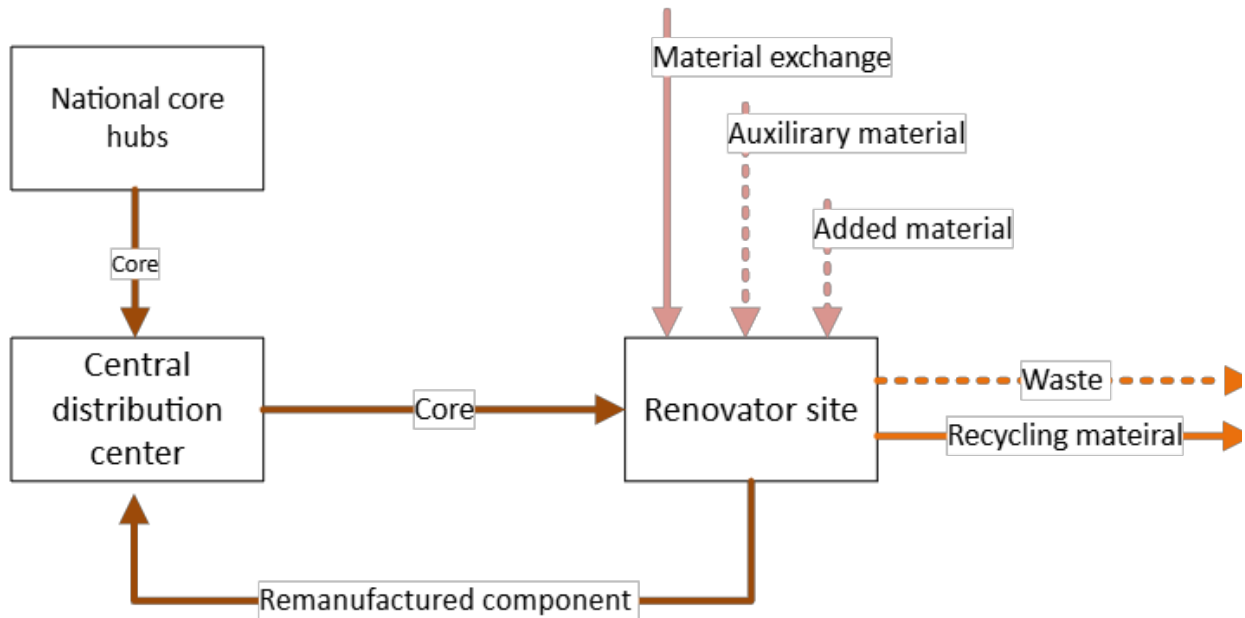 National core
hubs
Material exchange
Auxilirary material
Added material
Core
Central
distribution
center
Core
Renovator site
Waste
Recycling mateiral
Remanufactured component